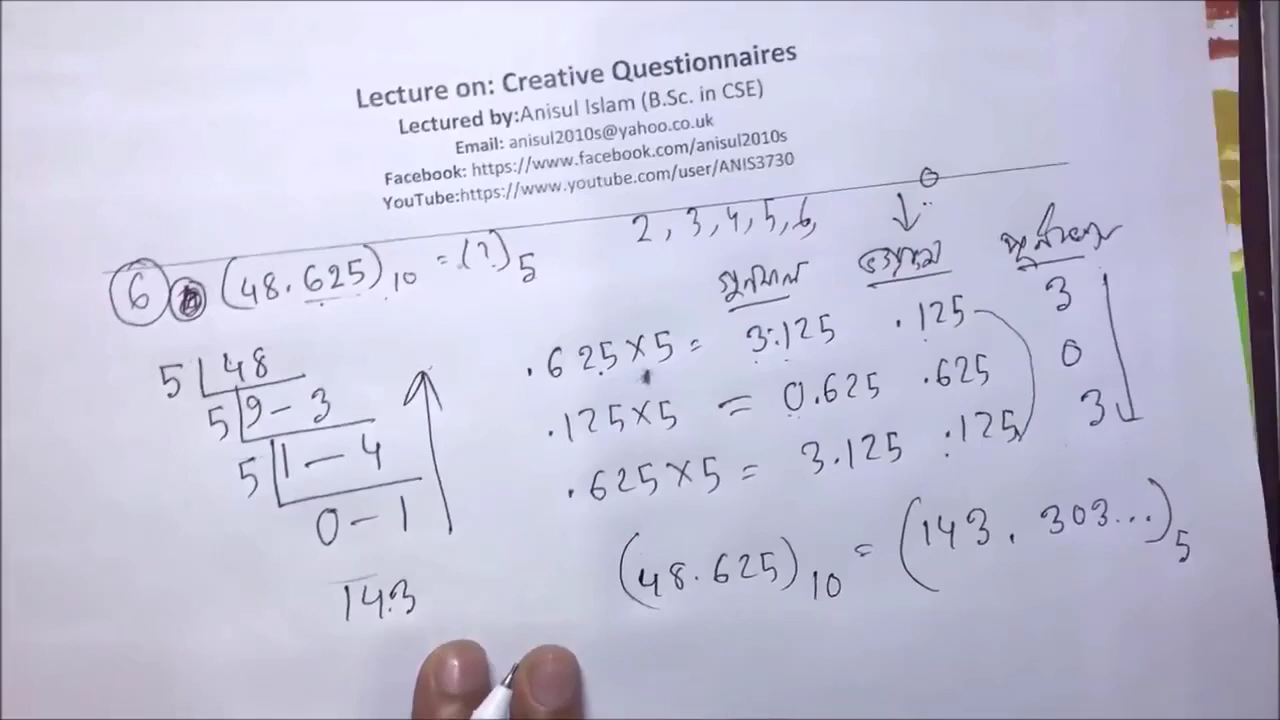 Lecture on: Creative Questionnaires
Lectured by:Anisul Islam (B.Sc. in CSE)
Email: anisul2010s@yahoo.co.uk
Facebook: https://www.facebook.com/anisul2010s
YouTube:https://www.youtube.com/user/ANIS3730
2, 3, 4, 5, 6,
0
6 (48.625)10 = (?)5
গুণফল ভগ্নাংশ পূর্ণাংশ
.625×5 = 3.125 .125 3
.125×5 = 0.625 .625 0
.625×5 = 3.125 .125 3
5 48
5 9 - 3
5 1 - 4
0 - 1
143
(48.625)10 = (143.303...)5